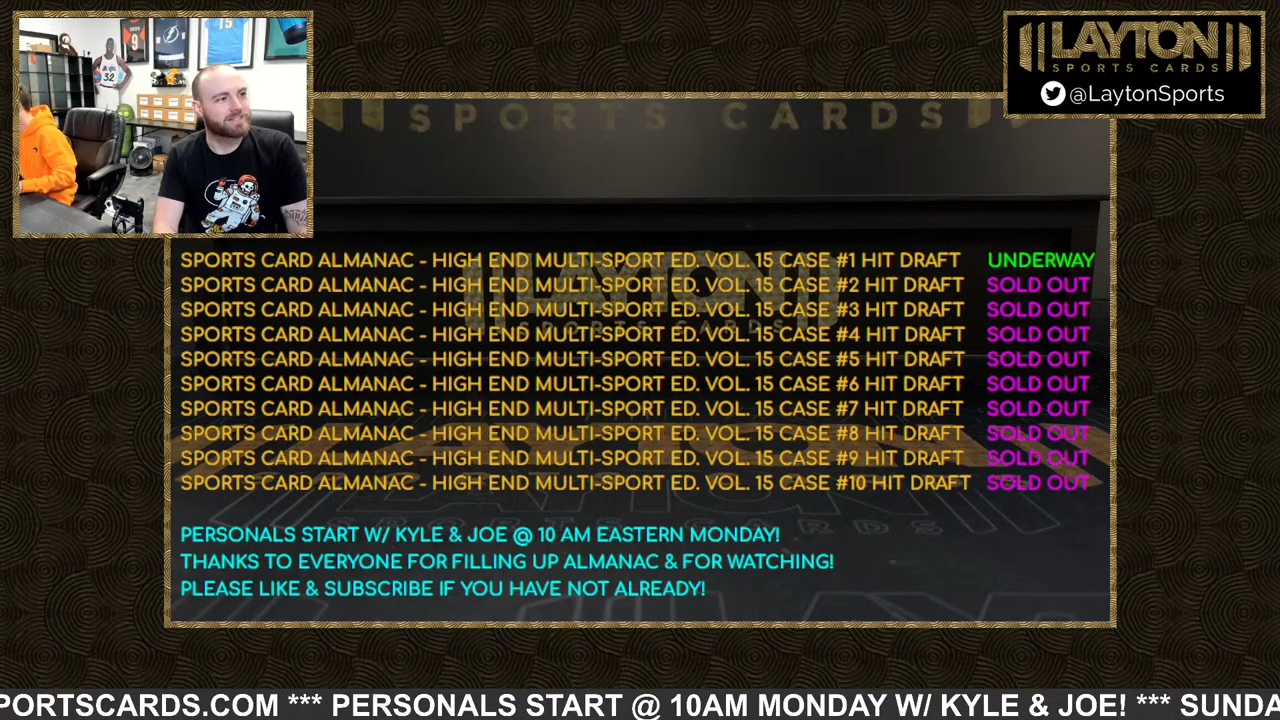 LAYTON
SPORTS CARDS
@LaytonSports
SPORTS CARDS
SPORTS CARD ALMANAC - HIGH END MULTI-SPORT ED. VOL. 15 CASE #1 HIT DRAFT UNDERWAY
SPORTS CARD ALMANAC - HIGH END MULTI-SPORT ED. VOL. 15 CASE #2 HIT DRAFT SOLD OUT
SPORTS CARD ALMANAC - HIGH END MULTI-SPORT ED. VOL. 15 CASE #3 HIT DRAFT SOLD OUT
SPORTS CARD ALMANAC - HIGH END MULTI-SPORT ED. VOL. 15 CASE #4 HIT DRAFT SOLD OUT
SPORTS CARD ALMANAC - HIGH END MULTI-SPORT ED. VOL. 15 CASE #5 HIT DRAFT SOLD OUT
SPORTS CARD ALMANAC - HIGH END MULTI-SPORT ED. VOL. 15 CASE #6 HIT DRAFT SOLD OUT
SPORTS CARD ALMANAC - HIGH END MULTI-SPORT ED. VOL. 15 CASE #7 HIT DRAFT SOLD OUT
SPORTS CARD ALMANAC - HIGH END MULTI-SPORT ED. VOL. 15 CASE #8 HIT DRAFT SOLD OUT
SPORTS CARD ALMANAC - HIGH END MULTI-SPORT ED. VOL. 15 CASE #9 HIT DRAFT SOLD OUT
SPORTS CARD ALMANAC - HIGH END MULTI-SPORT ED. VOL. 15 CASE #10 HIT DRAFT SOLD OUT
PERSONALS START W/ KYLE & JOE @ 10 AM EASTERN MONDAY!
THANKS TO EVERYONE FOR FILLING UP ALMANAC & FOR WATCHING!
PLEASE LIKE & SUBSCRIBE IF YOU HAVE NOT ALREADY!
PORTSCARDS.COM *** PERSONALS START @ 10AM MONDAY W/ KYLE & JOE! *** SUNDA